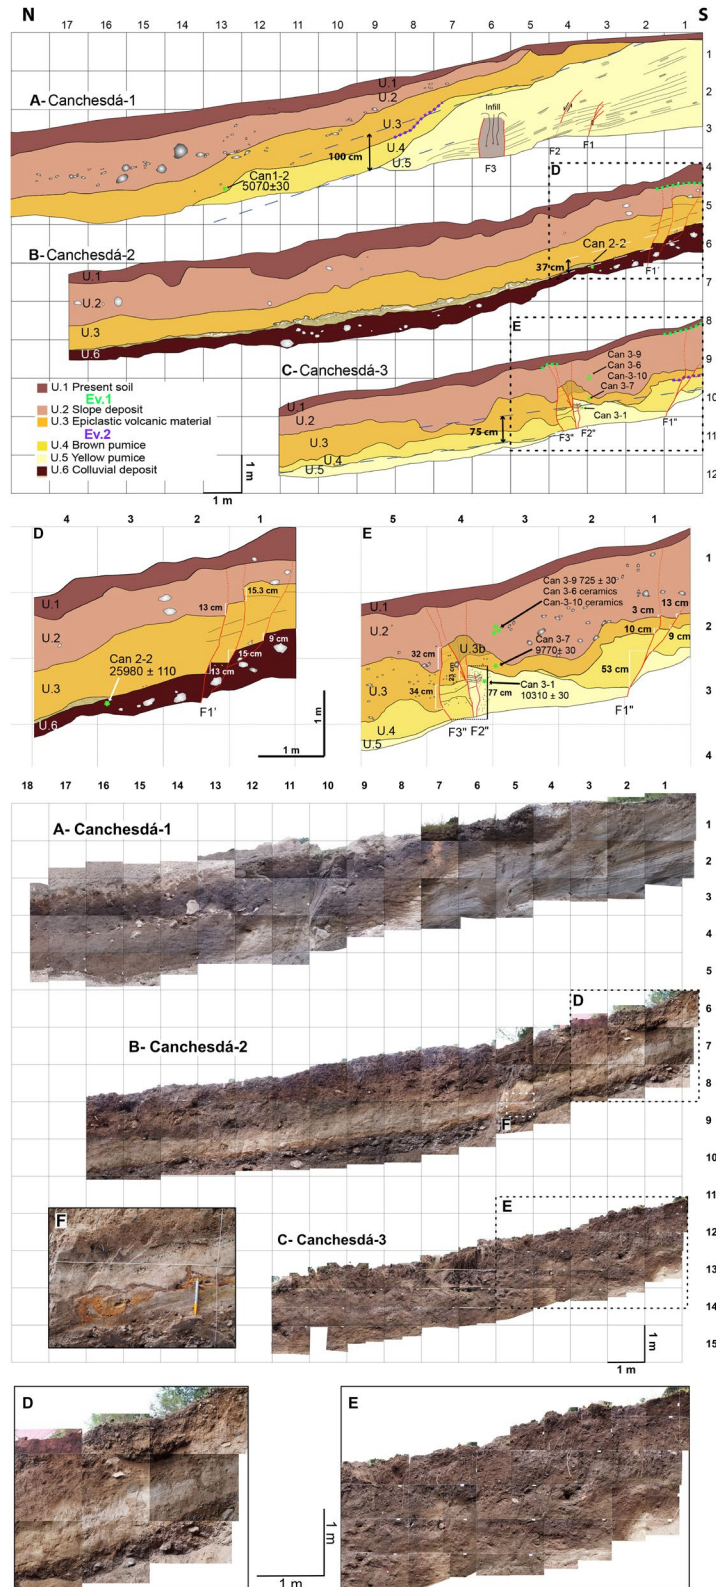 N
S
17 16 15 14 13 12 11 10 9 8 7 6 5 4 3 2 1
1
2
3
4
5
6
7
8
9
10
11
12
A- Canchesdá-1
U.1
U.2
U.3
U.4
U.5
100 cm
Can1-2
5070±30
Infill
F3
F2
F1
D
B- Canchesdá-2
U.1
U.2
U.3
U.6
Can 2-2
37 cm
F1'
E
C- Canchesdá-3
U.1
U.2
U.3
U.4
U.5
75 cm
Can 3-9
Can 3-6
Can-3-10
Can 3-7
Can 3-1
F3"
F2"
F1"
U.1 Present soil
Ev.1
U.2 Slope deposit
U.3 Epiclastic volcanic material
Ev.2
U.4 Brown pumice
U.5 Yellow pumice
U.6 Colluvial deposit
1 m
1 m
D
4 3 2 1
U.1
U.2
U.3
U.6
13 cm
15.3 cm
9 cm
15 cm
13 cm
Can 2-2
25980 ± 110
F1'
1 m
1 m
E
5 4 3 2 1
1
2
3
4
U.1
U.2
U.3
U.3b
U.4
U.5
Can 3-9 725 ± 30
Can 3-6 ceramics
Can-3-10 ceramics
Can 3-7
9770± 30
Can 3-1
10310 ± 30
32 cm
23 cm
34 cm
77 cm
3 cm
13 cm
10 cm
9 cm
53 cm
F3"
F2"
F1"
18 17 16 15 14 13 12 11 10 9 8 7 6 5 4 3 2 1
1
2
3
4
5
6
7
8
9
10
11
12
13
14
15
A- Canchesdá-1
B- Canchesdá-2
D
F
F
C- Canchesdá-3
E
1 m
1 m
D
E
1 m
1 m